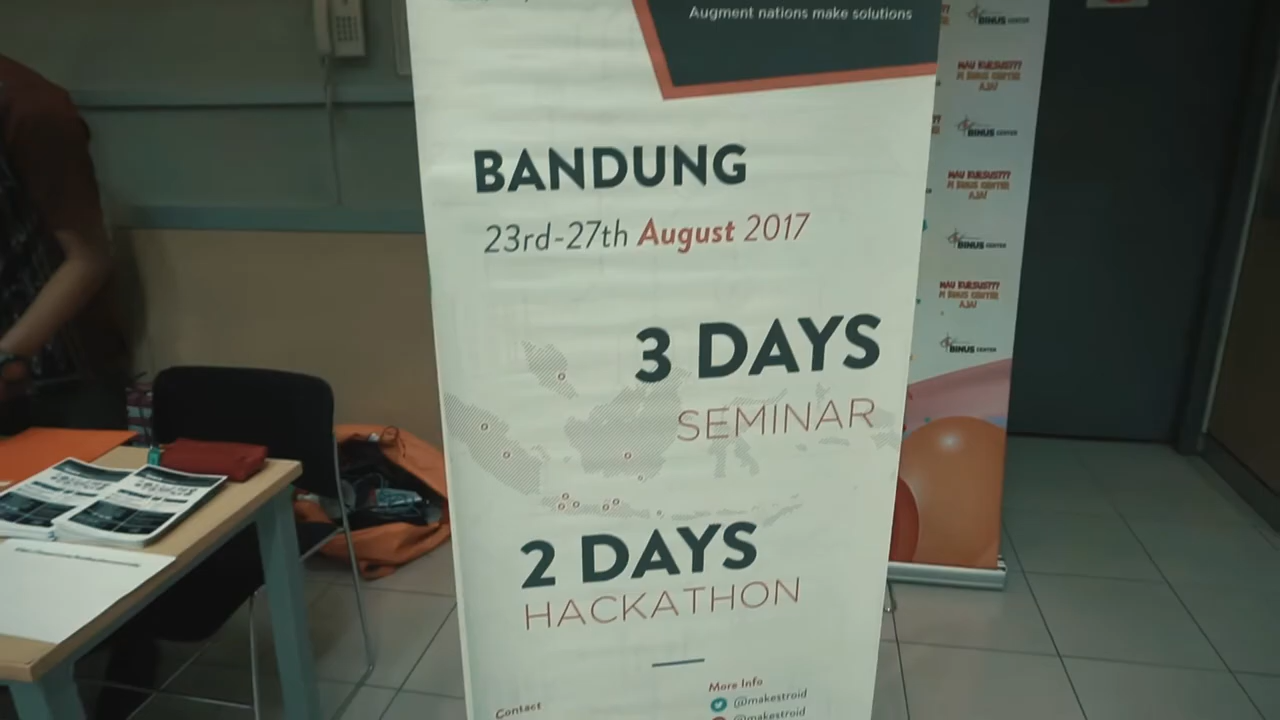 Augment nations make solutions
BANDUNG
23rd-27th August 2017
3 DAYS
SEMINAR
2 DAYS
HACKATHON
Contact
More Info
@makestroid
@makestroid
BINUS CENTER
MAU KURSUS???
DI BINUS CENTER
AJA!
BINUS CENTER
MAU KURSUS???
DI BINUS CENTER
AJA!
BINUS CENTER
MAU KURSUS???
DI BINUS CENTER
AJA!
BINUS CENTER